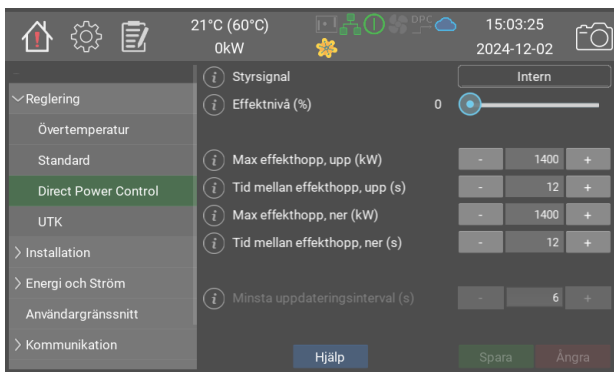 21°C (60°C)
0kW
DPC
15:03:25
2024-12-02
Reglering
Övertemperatur
Standard
Direct Power Control
UTK
Installation
Energi och Ström
Användargränssnitt
Kommunikation
Styrsignal Intern
Effektnivå (%) 0
Max effekthopp, upp (kW) - 1400 +
Tid mellan effekthopp, upp (s) - 12 +
Max effekthopp, ner (kW) - 1400 +
Tid mellan effekthopp, ner (s) - 12 +
Minsta uppdateringsinterval (s) - 6 +
Hjälp Spara Ångra